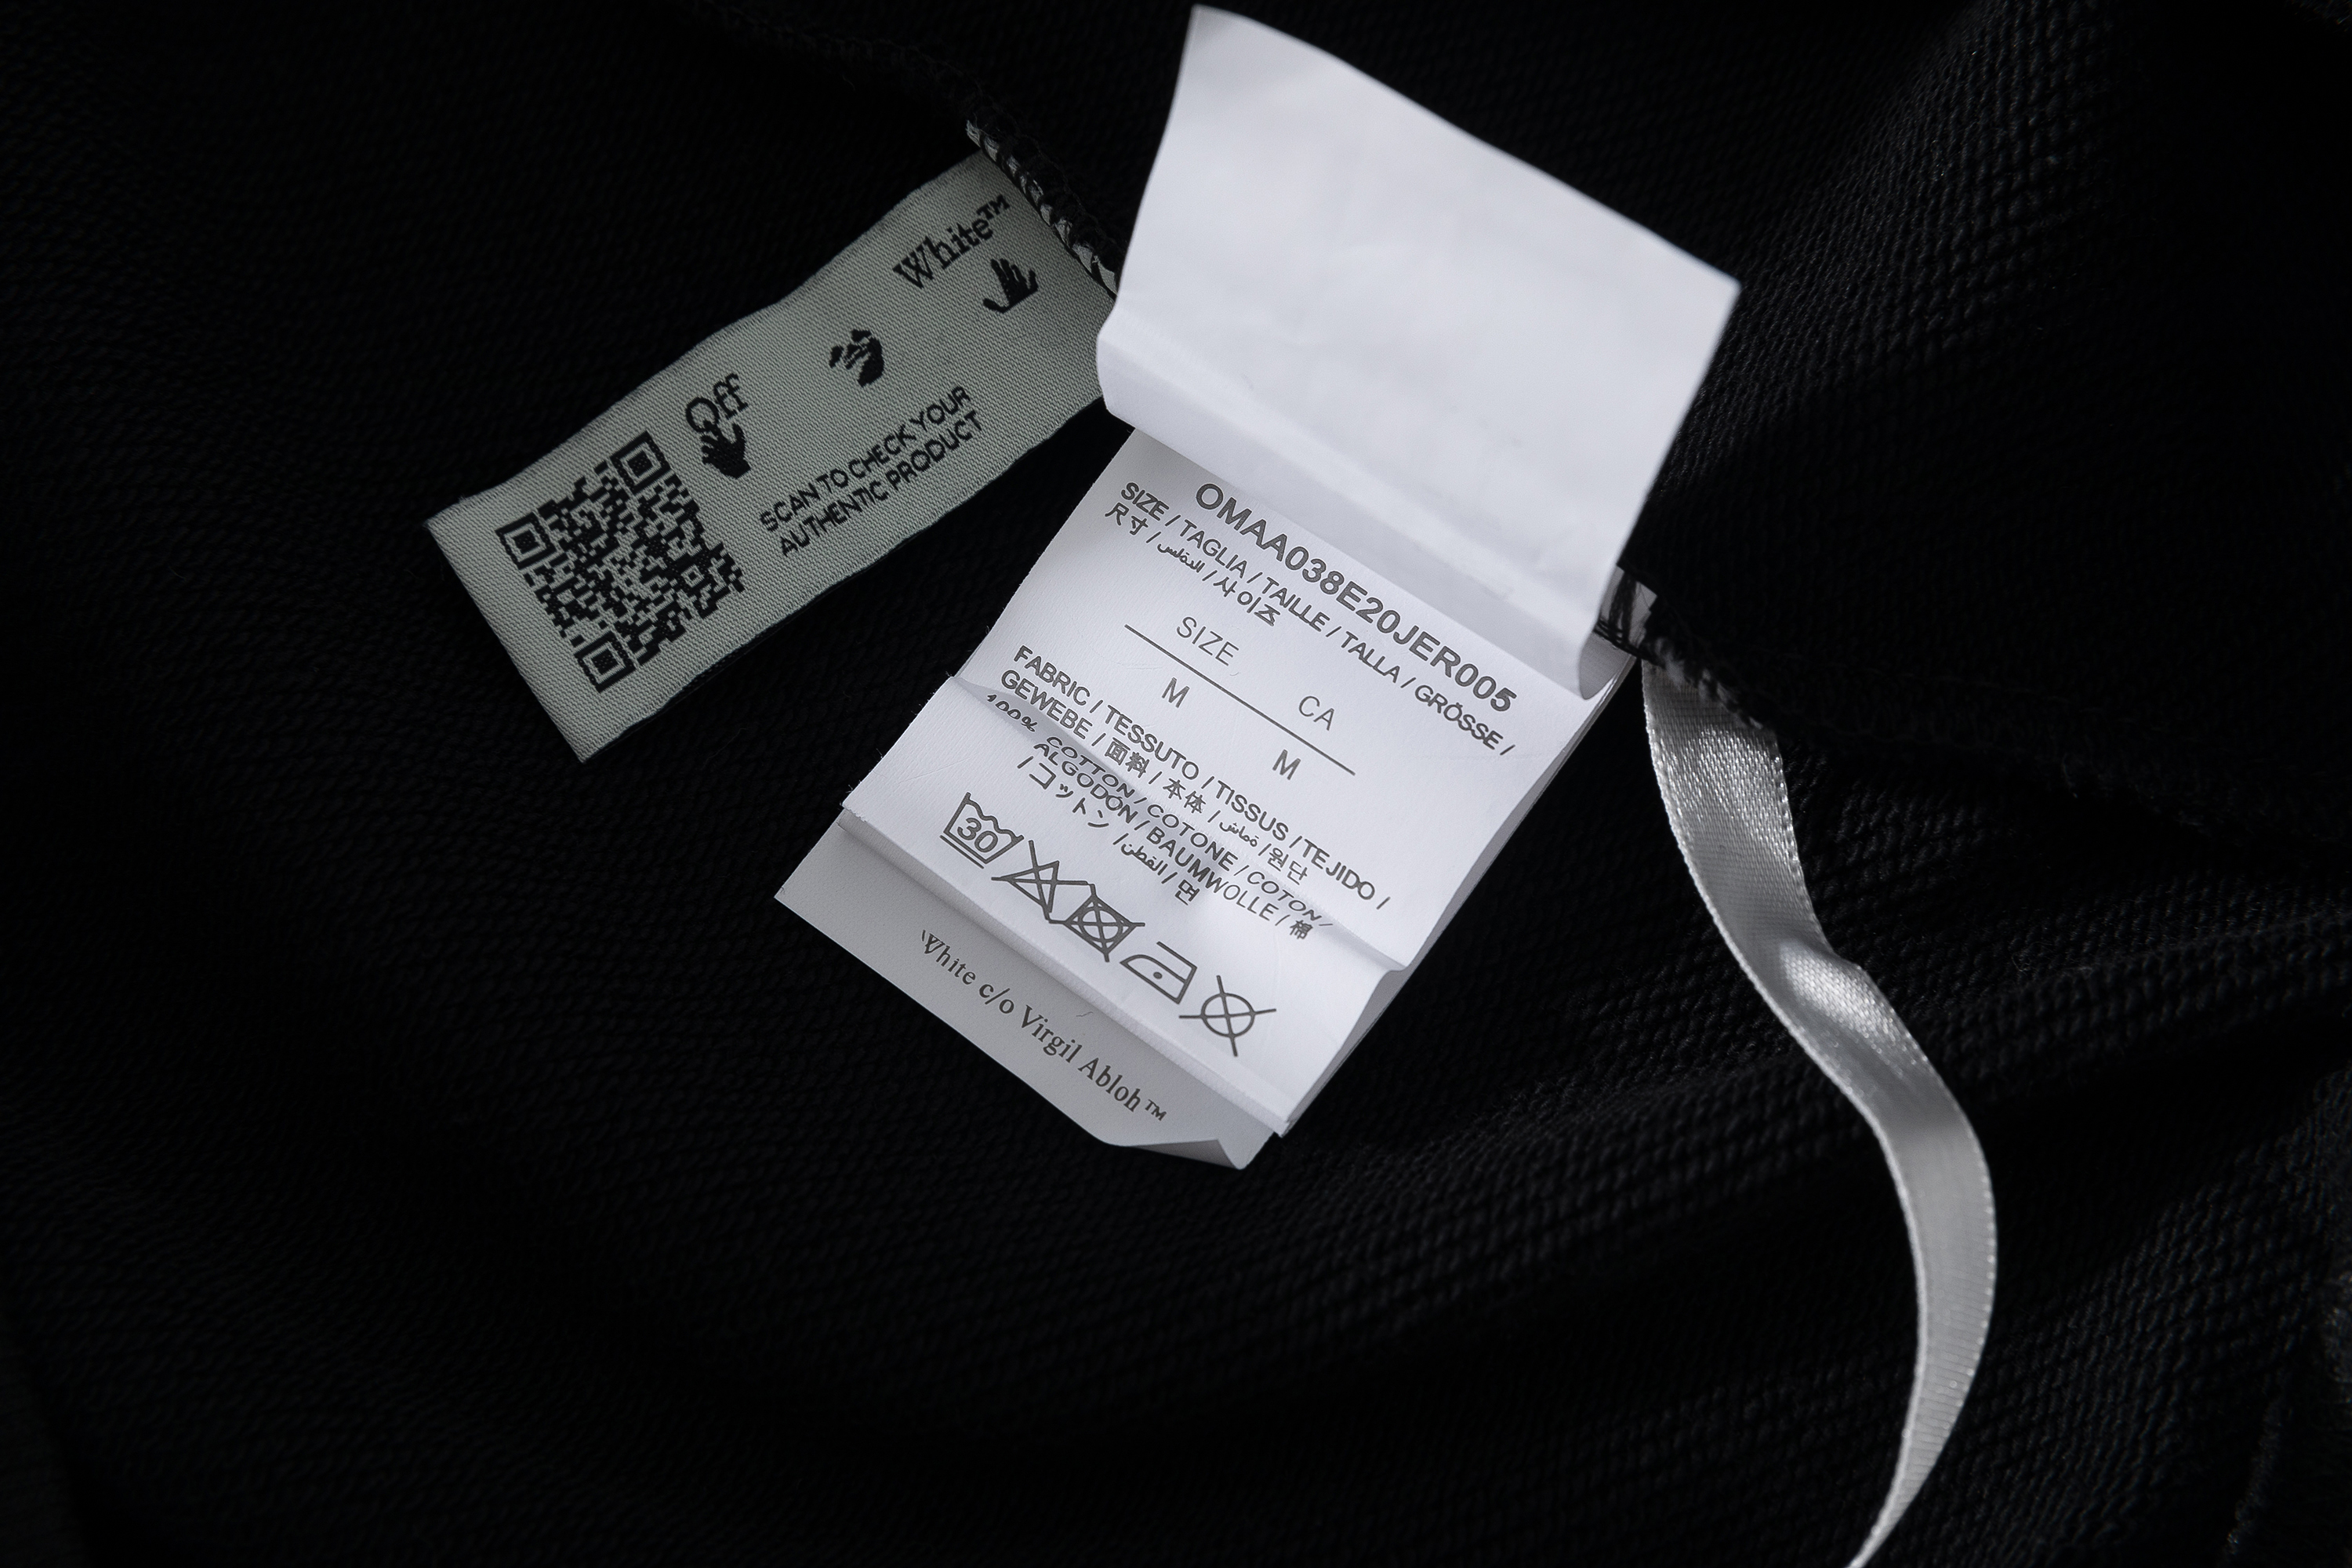 White™
Off
SCAN TO CHECK YOUR
AUTHENTIC PRODUCT
OMAA038E20JER005
SIZE / TAGLIA / TAILLE / TALLA / GRÖSSE /
尺寸 / المقاس / 사이즈
SIZE CA
M M
FABRIC / TESSUTO / TISSUS / TEJIDO /
GEWEBE / 面料 / 本体 / قماش / 원단
100% COTTON / COTONE / COTON /
ALGODÓN / BAUMWOLLE / 棉
/ コットン / القطن / 면
30
White c/o Virgil Abloh™